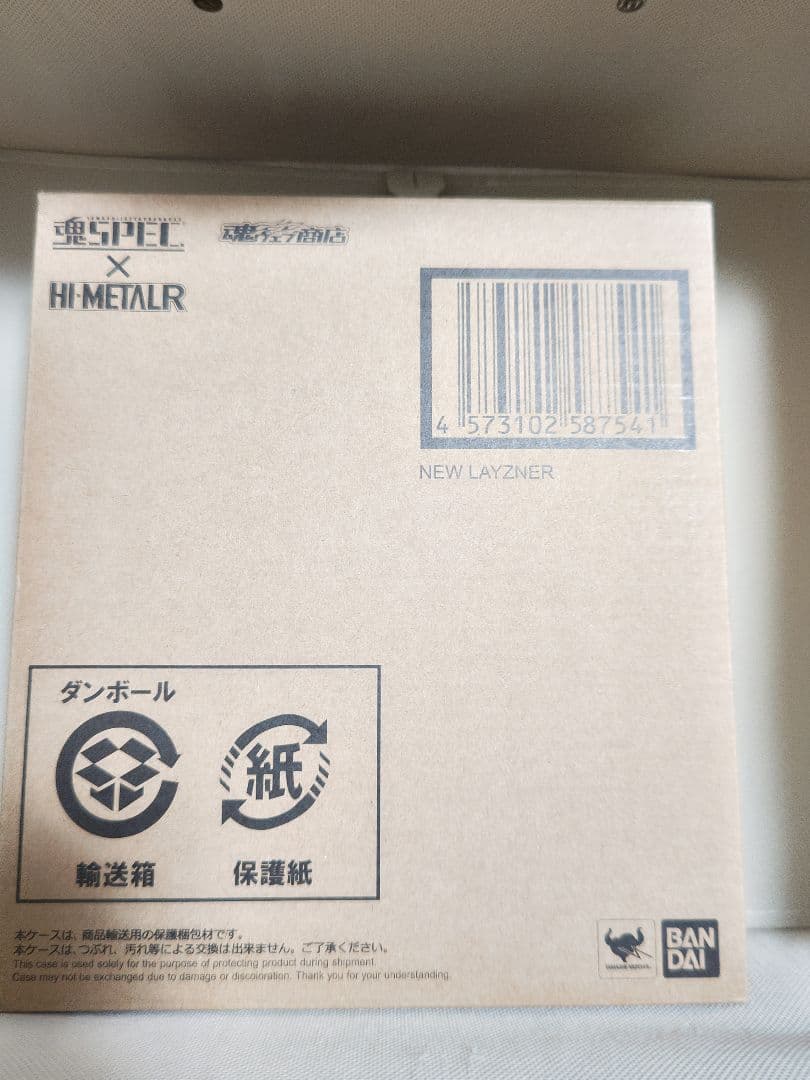 魂SPEC
魂ウェブ商店
×
HI-METAL R
4 573102 587541
NEW LAYZNER
ダンボール
紙
輸送箱
保護紙
本ケースは、商品輸送用の保護梱包材です。
本ケースは、つぶれ、汚れ等による交換は出来ません。ご了承ください。
This case is used solely for the purpose of protecting product during shipment.
Case may not be exchanged due to damage or discoloration. Thank you for your understanding.
BAN
DAI